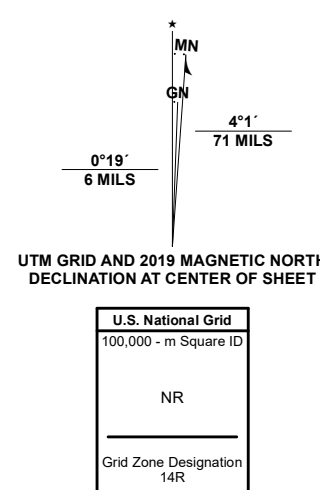 ★
MN
GN
4°1´
71 MILS
0°19´
6 MILS
UTM GRID AND 2019 MAGNETIC NORTH
DECLINATION AT CENTER OF SHEET
U.S. National Grid
100,000 - m Square ID
NR
Grid Zone Designation
14R